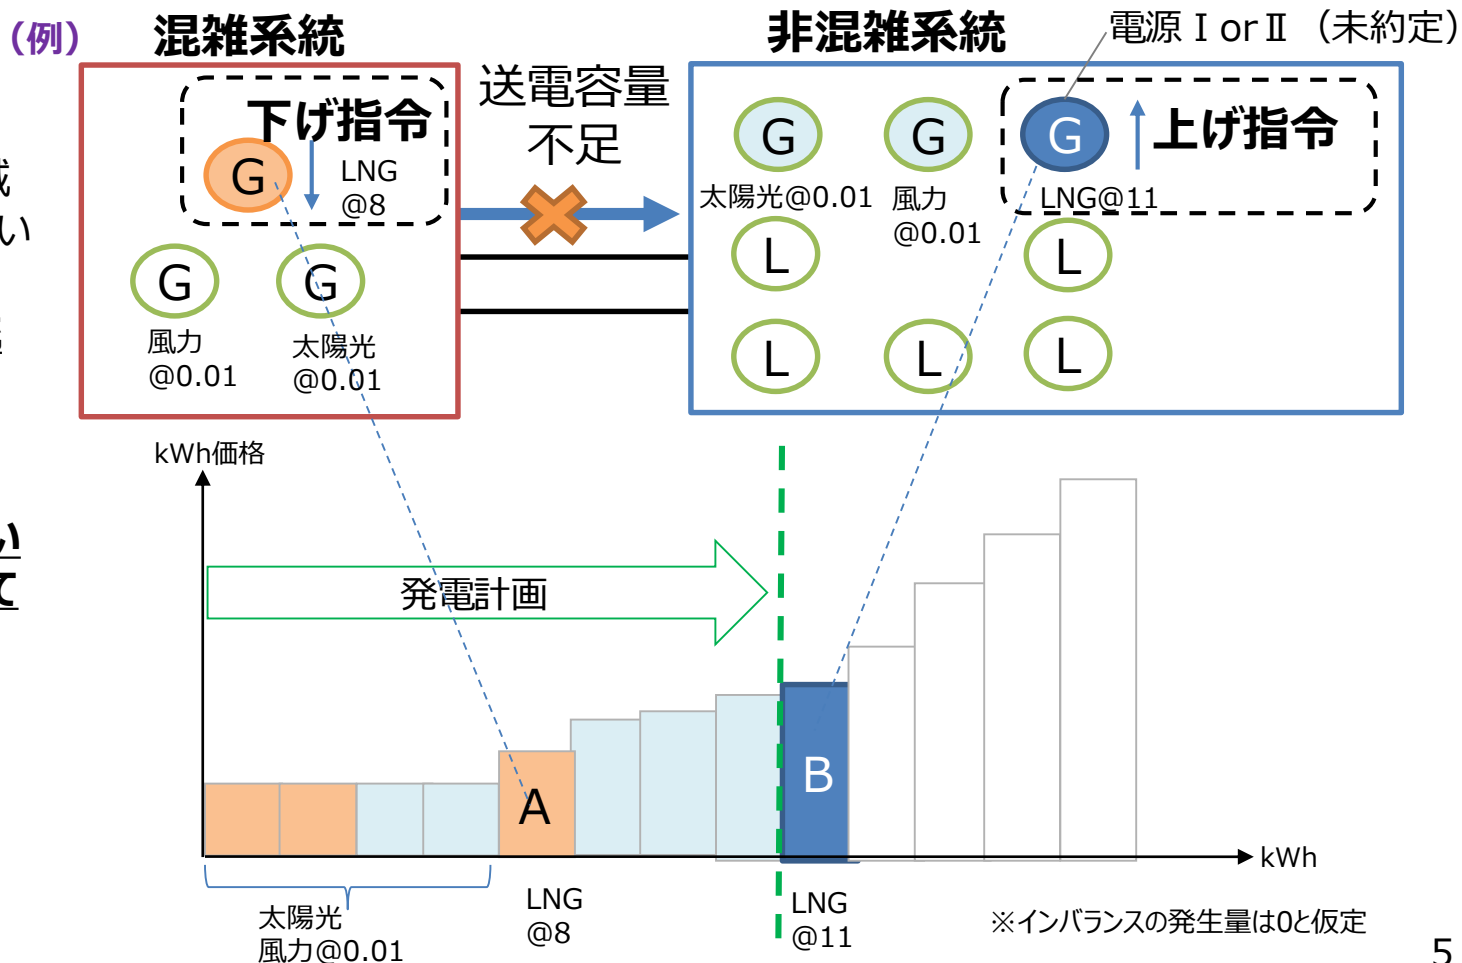 （例）
混雑系統
非混雑系統
電源Ⅰor Ⅱ（未約定）
送電容量
不足
下げ指令
G
LNG
@8
G
風力
@0.01
G
太陽光
@0.01
G
太陽光@0.01
G
風力
@0.01
G
上げ指令
LNG@11
L
L
L
L
L
い
い
て
kWh価格
発電計画
A
B
kWh
太陽光
風力@0.01
LNG
@8
LNG
@11
※インバランスの発生量は0と仮定
5